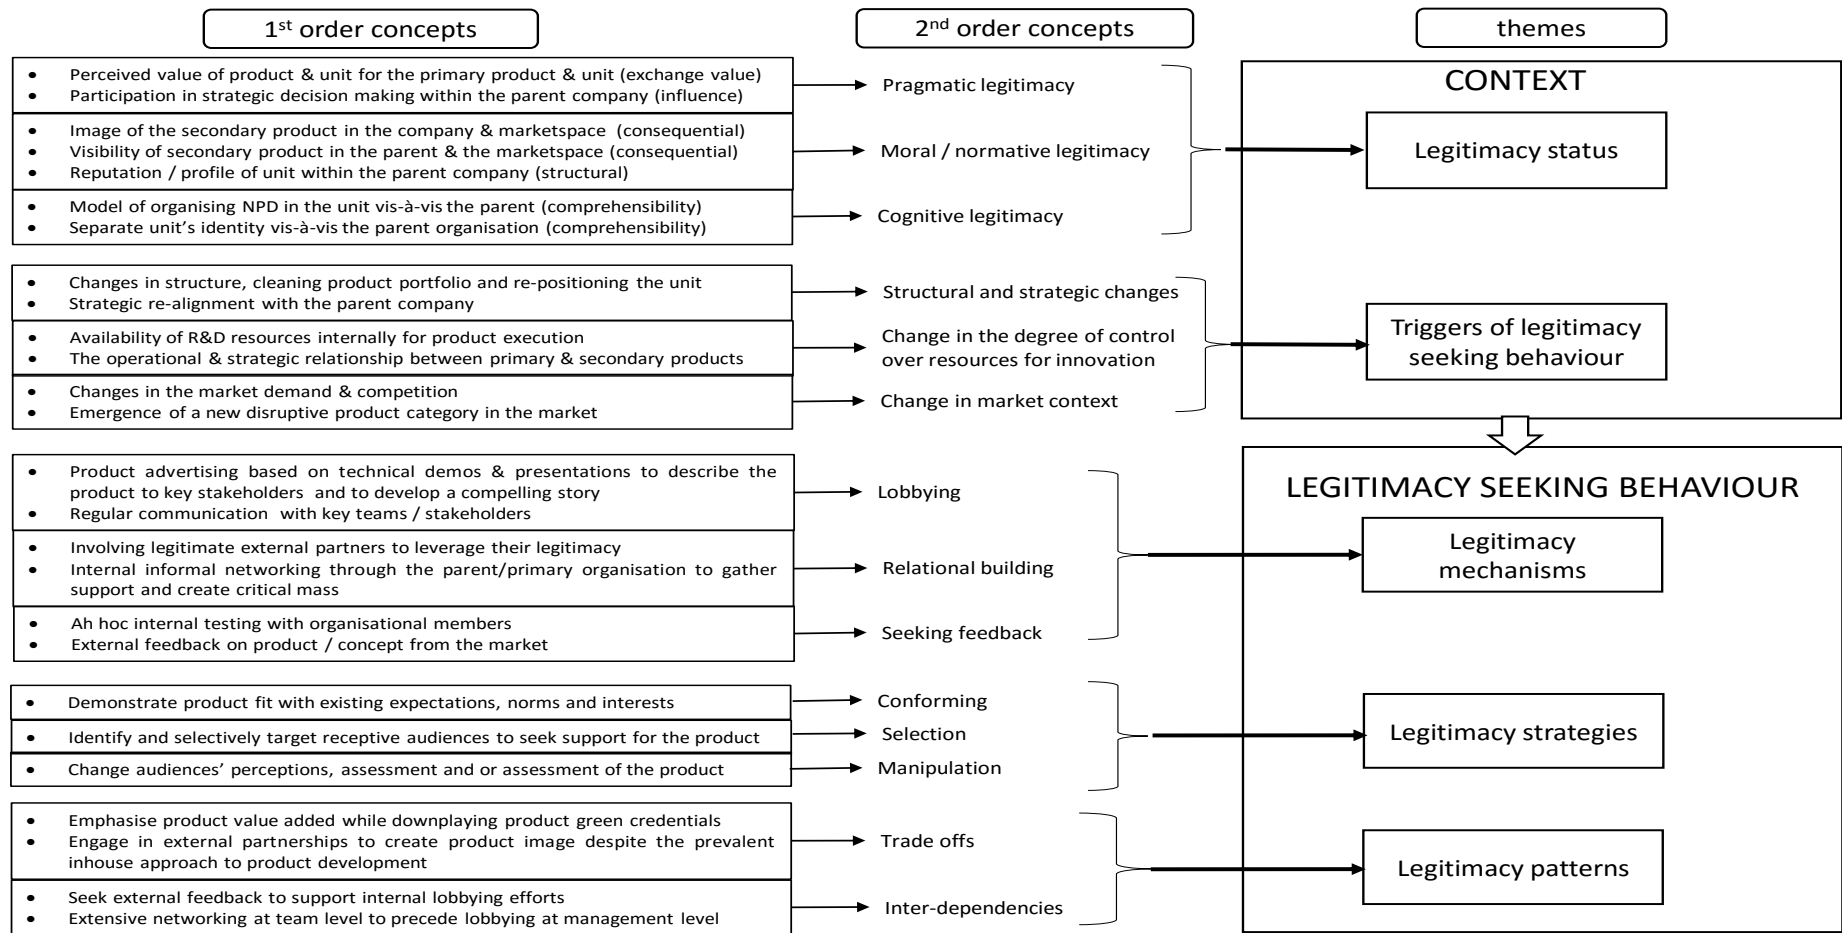 1st order concepts
2nd order concepts
themes
• Perceived value of product & unit for the primary product & unit (exchange value)
• Participation in strategic decision making within the parent company (influence)
Pragmatic legitimacy
• Image of the secondary product in the company & marketspace (consequential)
• Visibility of secondary product in the parent & the marketspace (consequential)
• Reputation / profile of unit within the parent company (structural)
Moral / normative legitimacy
• Model of organising NPD in the unit vis-à-vis the parent (comprehensibility)
• Separate unit's identity vis-à-vis the parent organisation (comprehensibility)
Cognitive legitimacy
CONTEXT
Legitimacy status
• Changes in structure, cleaning product portfolio and re-positioning the unit
• Strategic re-alignment with the parent company
Structural and strategic changes
• Availability of R&D resources internally for product execution
• The operational & strategic relationship between primary & secondary products
Change in the degree of control
over resources for innovation
• Changes in the market demand & competition
• Emergence of a new disruptive product category in the market
Change in market context
Triggers of legitimacy
seeking behaviour
• Product advertising based on technical demos & presentations to describe the
product to key stakeholders and to develop a compelling story
• Regular communication with key teams / stakeholders
Lobbying
• Involving legitimate external partners to leverage their legitimacy
• Internal informal networking through the parent/primary organisation to gather
support and create critical mass
Relational building
• Ah hoc internal testing with organisational members
• External feedback on product / concept from the market
Seeking feedback
LEGITIMACY SEEKING BEHAVIOUR
Legitimacy
mechanisms
• Demonstrate product fit with existing expectations, norms and interests
Conforming
• Identify and selectively target receptive audiences to seek support for the product
Selection
• Change audiences' perceptions, assessment and or assessment of the product
Manipulation
Legitimacy strategies
• Emphasise product value added while downplaying product green credentials
• Engage in external partnerships to create product image despite the prevalent
inhouse approach to product development
Trade offs
• Seek external feedback to support internal lobbying efforts
• Extensive networking at team level to precede lobbying at management level
Inter-dependencies
Legitimacy patterns